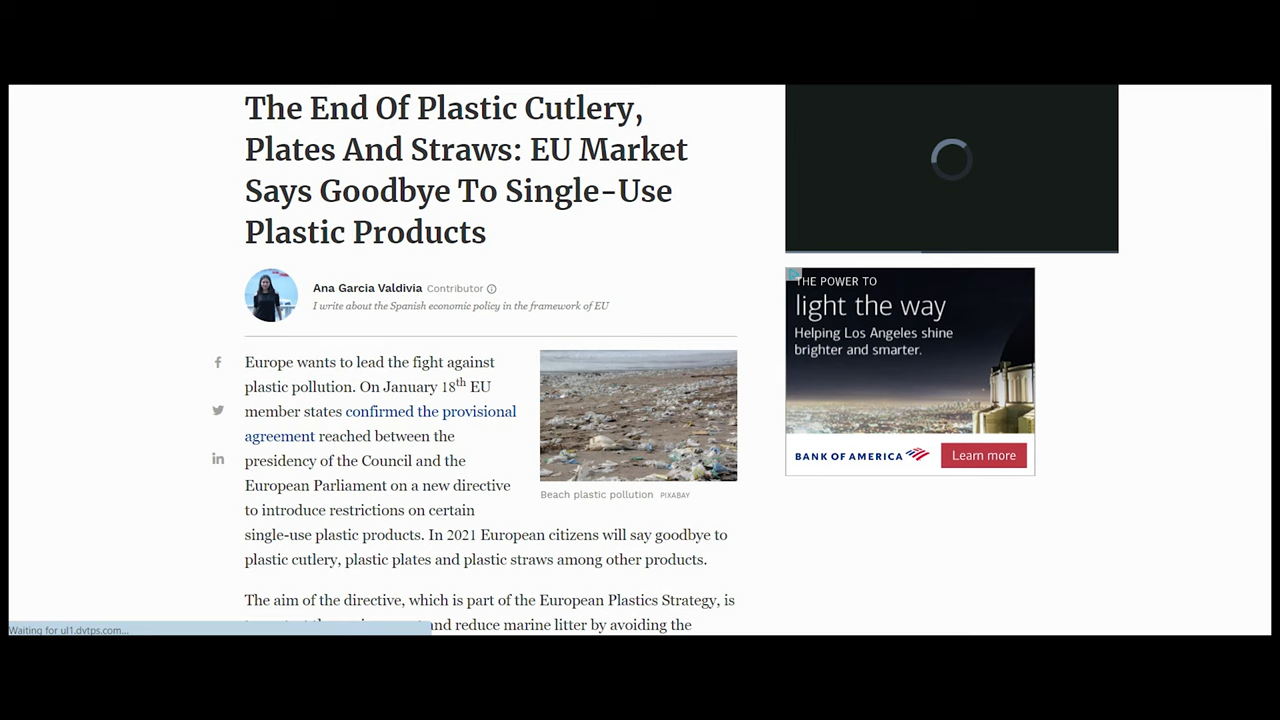 The End Of Plastic Cutlery,
Plates And Straws: EU Market
Says Goodbye To Single-Use
Plastic Products
Ana Garcia Valdivia Contributor
I write about the Spanish economic policy in the framework of EU
Europe wants to lead the fight against
plastic pollution. On January 18th EU
member states confirmed the provisional
agreement reached between the
presidency of the Council and the
European Parliament on a new directive
to introduce restrictions on certain
single-use plastic products. In 2021 European citizens will say goodbye to
plastic cutlery, plastic plates and plastic straws among other products.
Beach plastic pollution PIXABAY
The aim of the directive, which is part of the European Plastics Strategy, is
and reduce marine litter by avoiding the
Waiting for ul1.dvtps.com...
THE POWER TO
light the way
Helping Los Angeles shine
brighter and smarter.
BANK OF AMERICA
Learn more